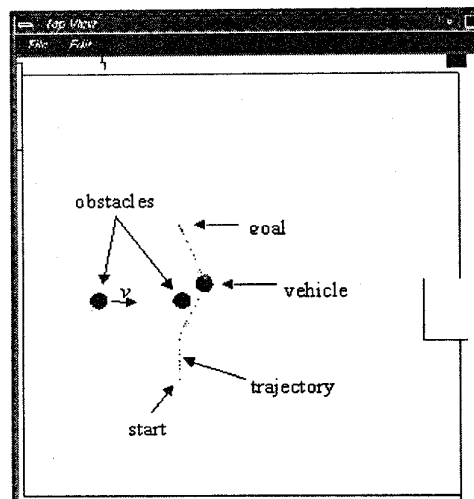 Top View
File Edit
obstacles
goal
v
vehicle
trajectory
start